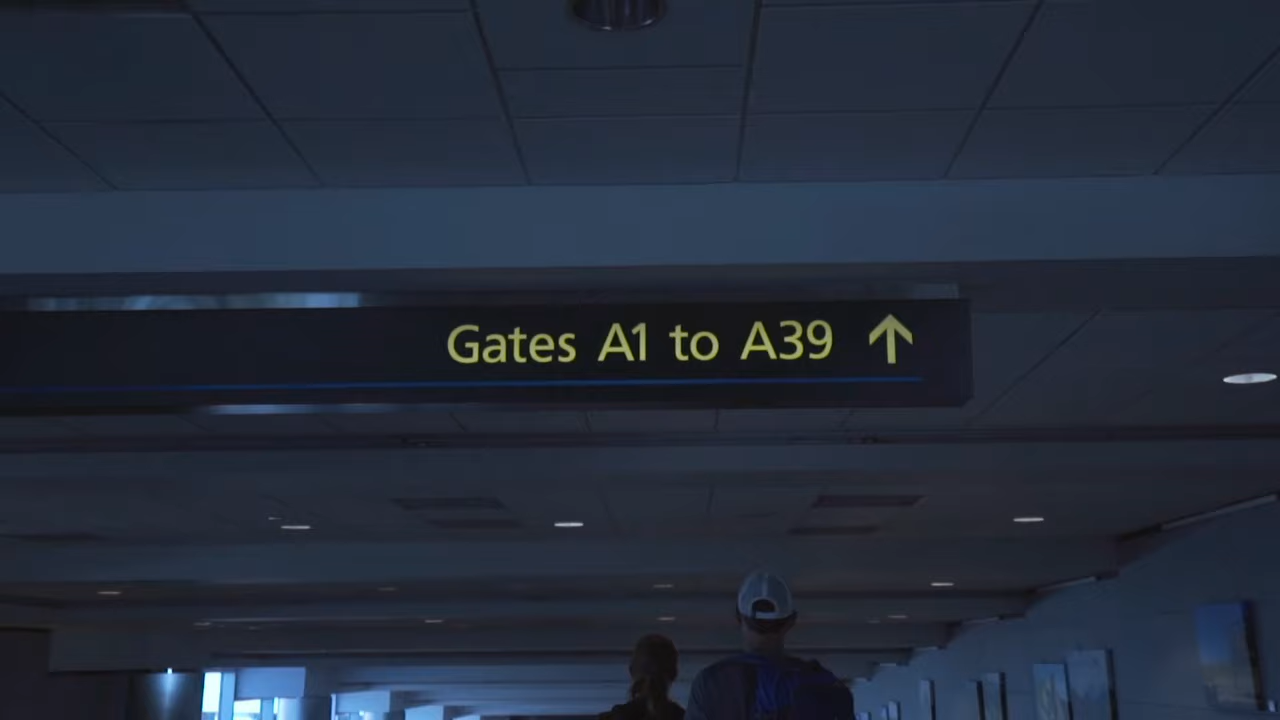 Gates A1 to A39 ↑